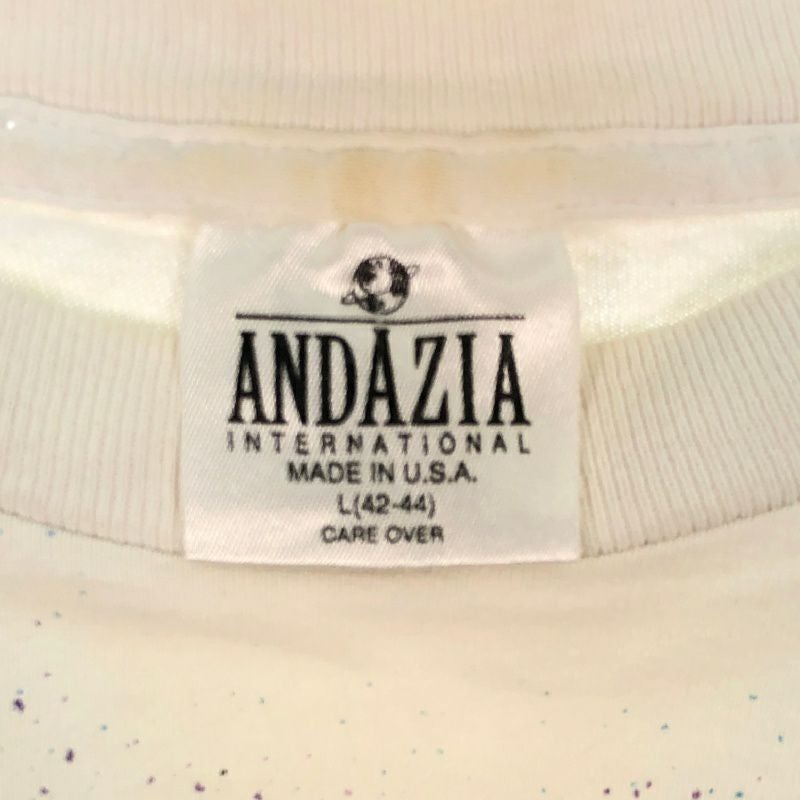 ANDAZIA
INTERNATIONAL
MADE IN U.S.A.
L(42-44)
CARE OVER